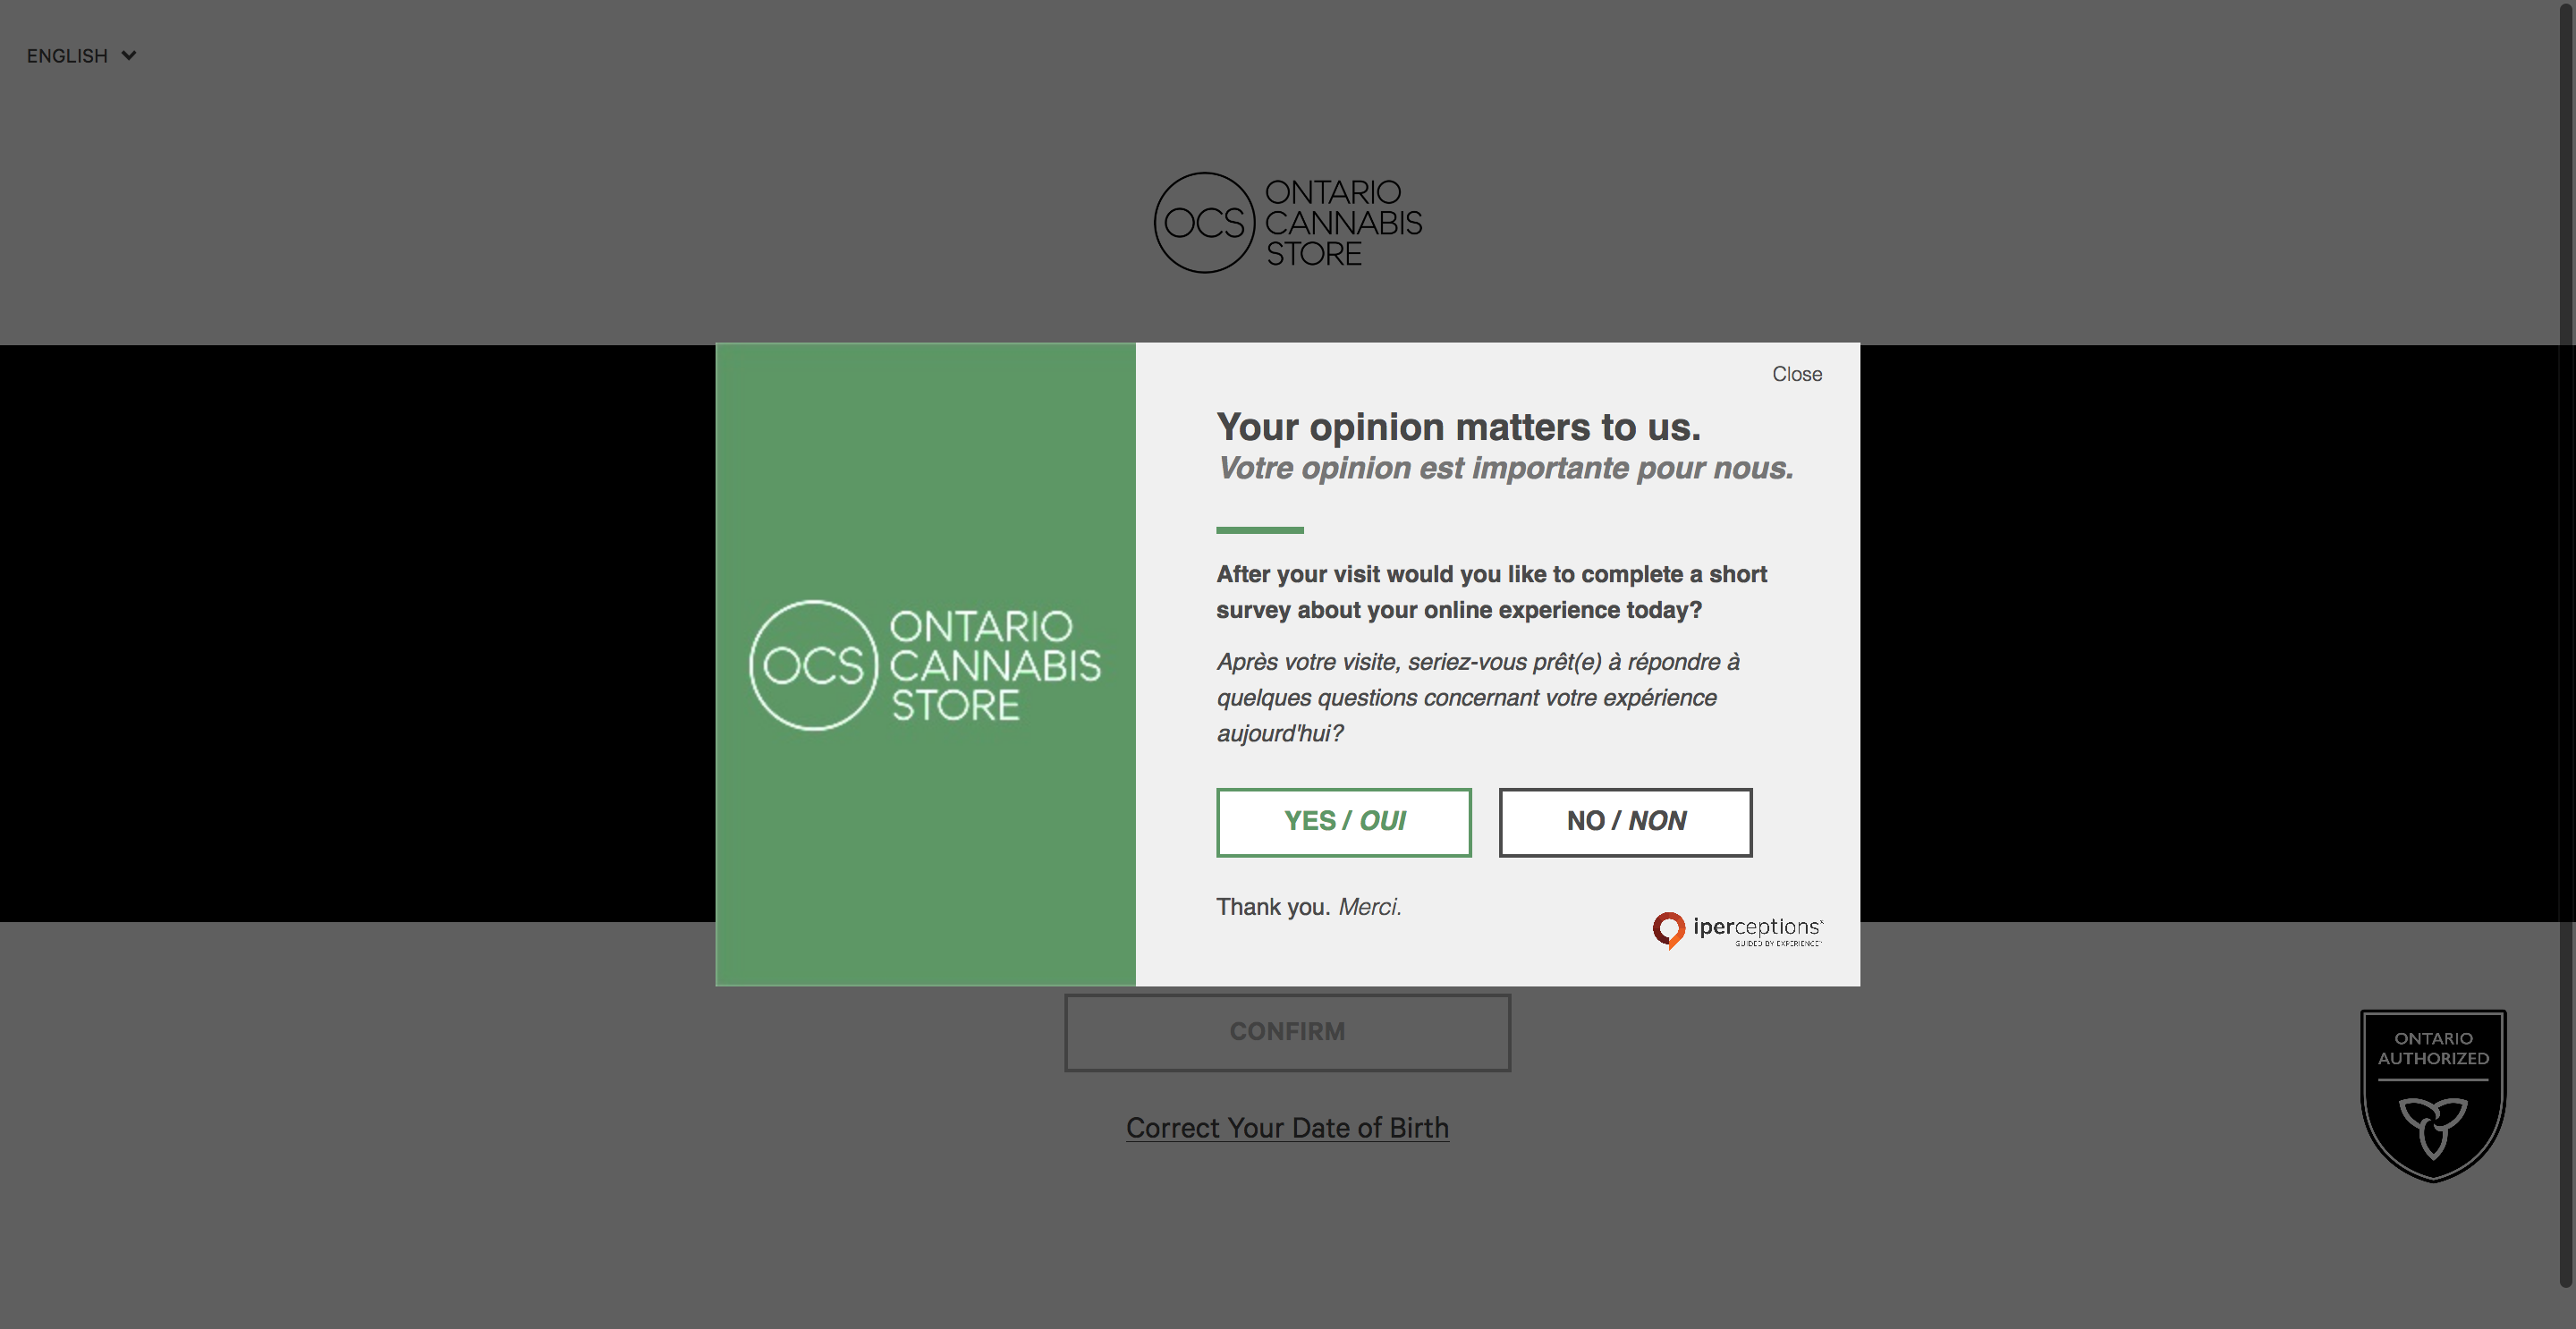 ENGLISH
OCS
ONTARIO
CANNABIS
STORE
Close
Your opinion matters to us.
Votre opinion est importante pour nous.
After your visit would you like to complete a short
survey about your online experience today?
Après votre visite, seriez-vous prêt(e) à répondre à
quelques questions concernant votre expérience
aujourd'hui?
YES / OUI
NO / NON
Thank you. Merci.
iperceptions
GUIDED BY EXPERIENCE
OCS
ONTARIO
CANNABIS
STORE
CONFIRM
Correct Your Date of Birth
ONTARIO
AUTHORIZED